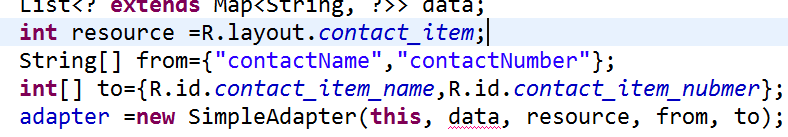 List<? extends Map<String, ?>> data;
int resource =R.layout.contact_item;
String[] from={"contactName","contactNumber"};
int[] to={R.id.contact_item_name,R.id.contact_item_nubmer};
adapter =new SimpleAdapter(this, data, resource, from, to);